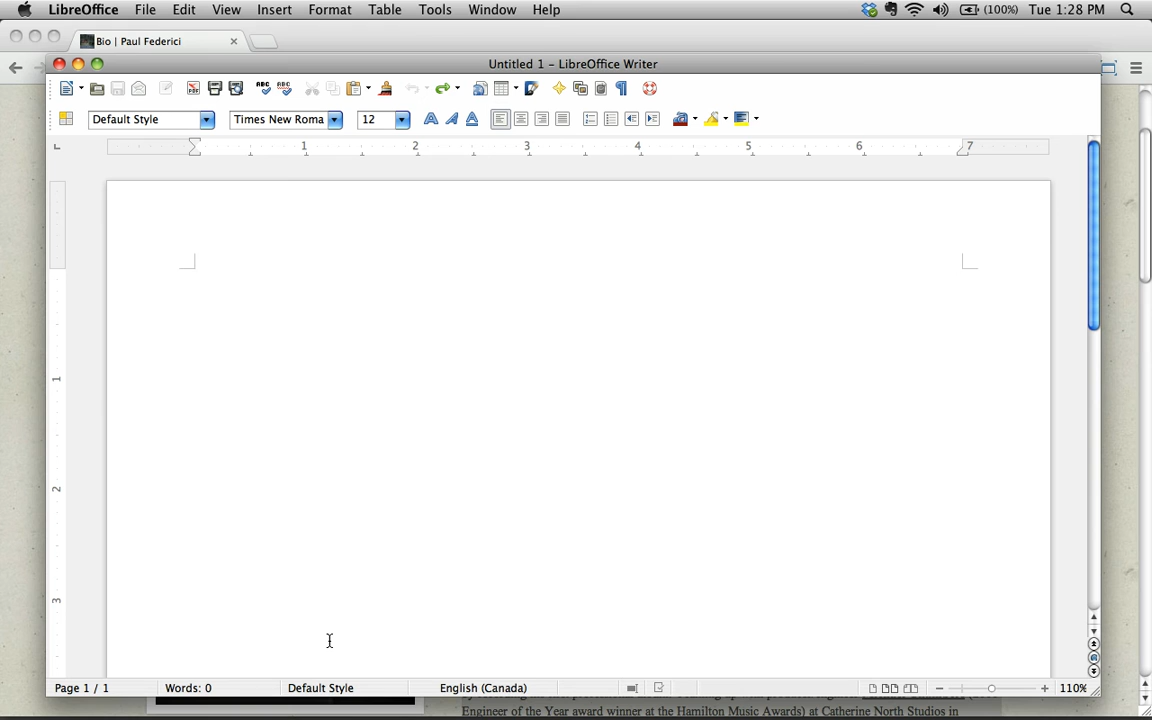 LibreOffice File Edit View Insert Format Table Tools Window Help (100%) Tue 1:28 PM
Bio | Paul Federici
Untitled 1 – LibreOffice Writer
Default Style Times New Roma 12
1 2 3 4 5 6 7
1
2
3
Page 1 / 1 Words: 0 Default Style English (Canada) 110%
Engineer of the Year award winner at the Hamilton Music Awards) at Catherine North Studios in